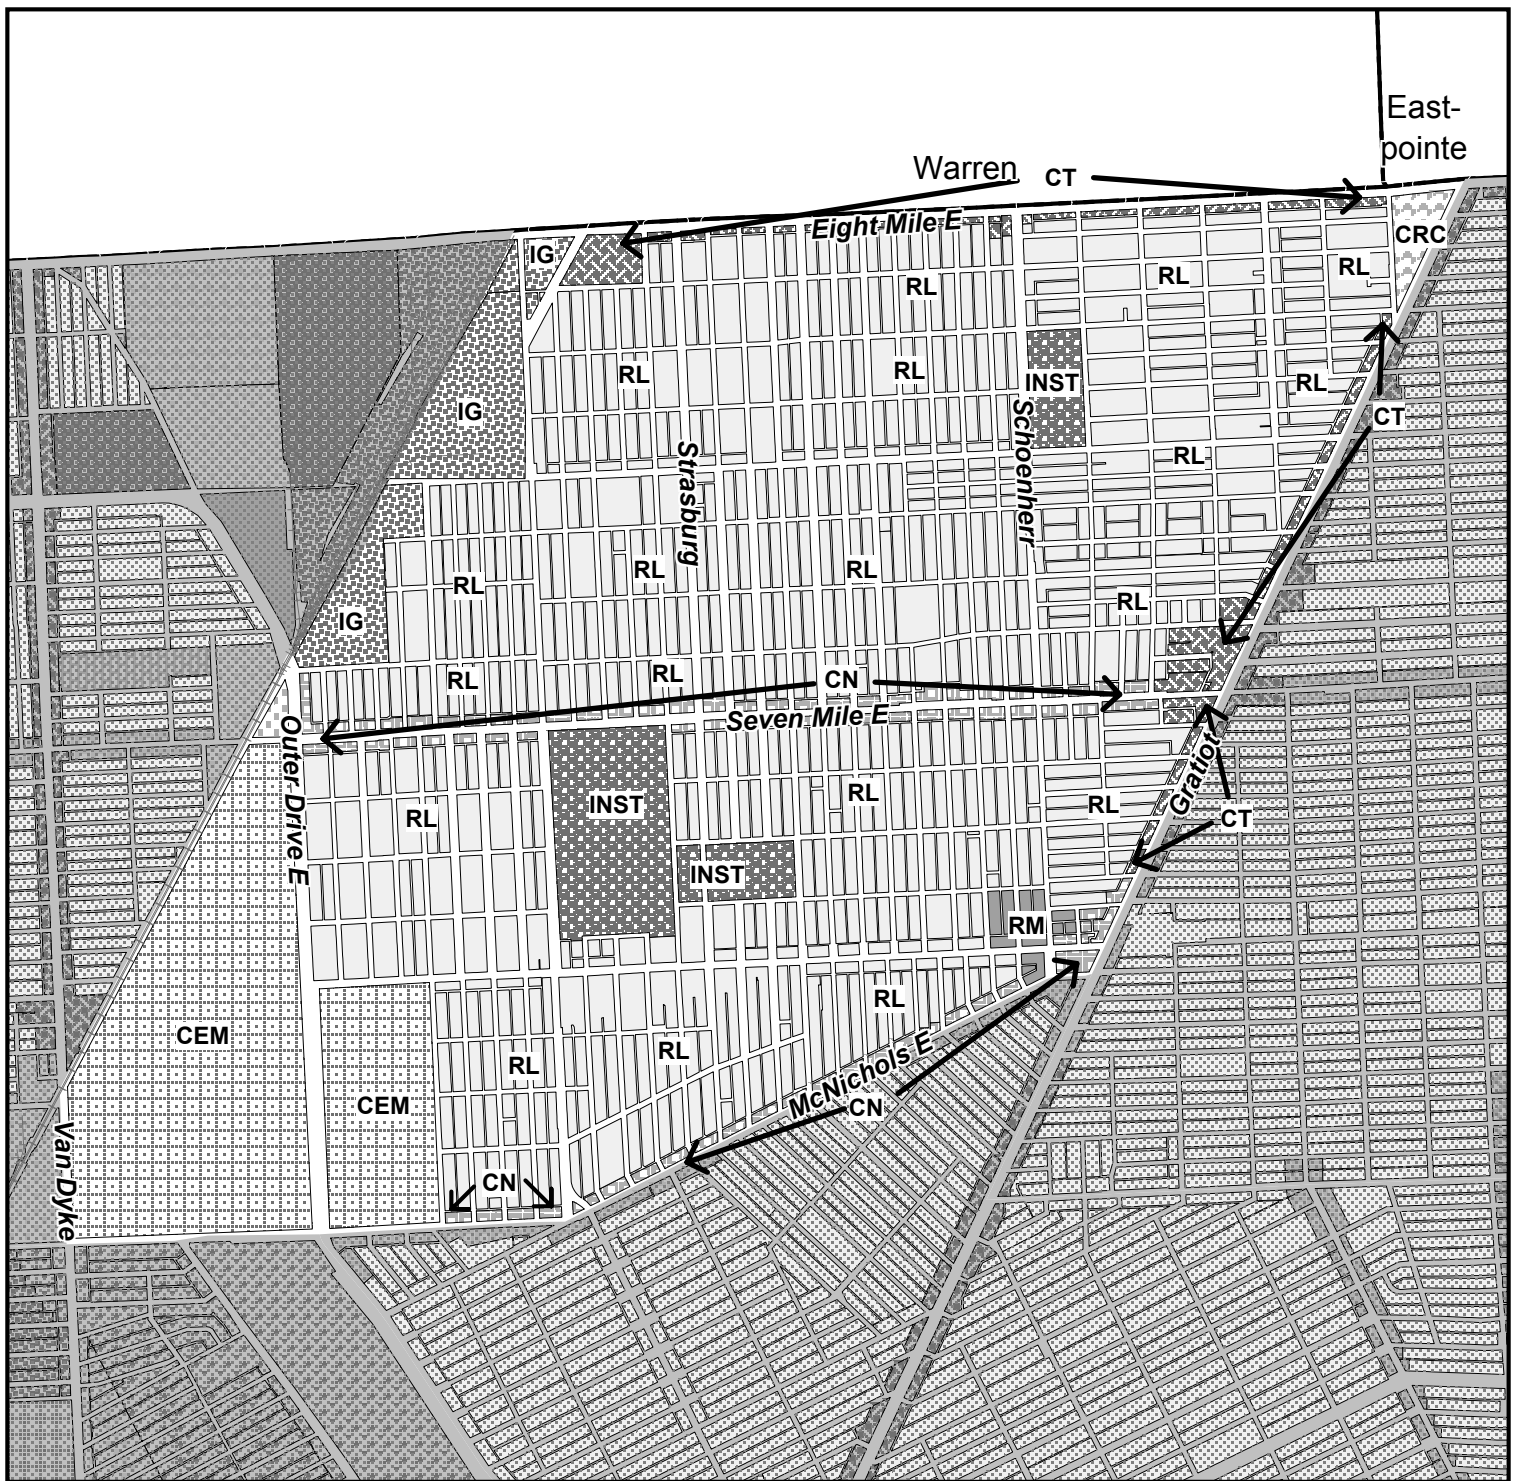 East-
pointe
Warren
CT
Eight Mile E
CRC
IG
RL
RL
RL
RL
RL
INST
RL
IG
CT
Schoenherr
Strasburg
RL
RL
RL
RL
RL
IG
RL
RL
CN
Seven Mile E
Outer Drive E
Gratiot
RL
INST
RL
RL
CT
INST
RM
RL
CEM
RL
RL
McNichols E
CEM
CN
Van Dyke
CN